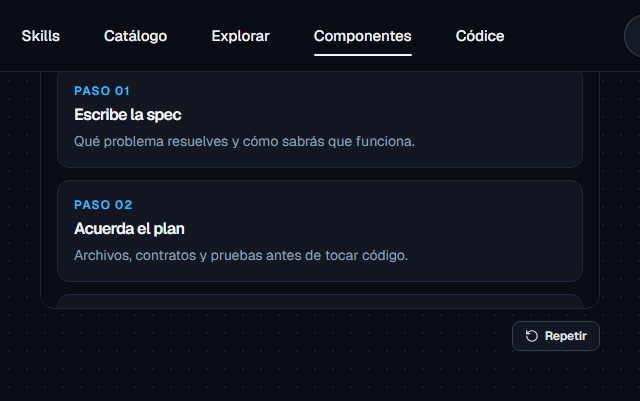 Skills
Catálogo
Explorar
Componentes
Códice
PASO 01
Escribe la spec
Qué problema resuelves y cómo sabrás que funciona.
PASO 02
Acuerda el plan
Archivos, contratos y pruebas antes de tocar código.
Repetir